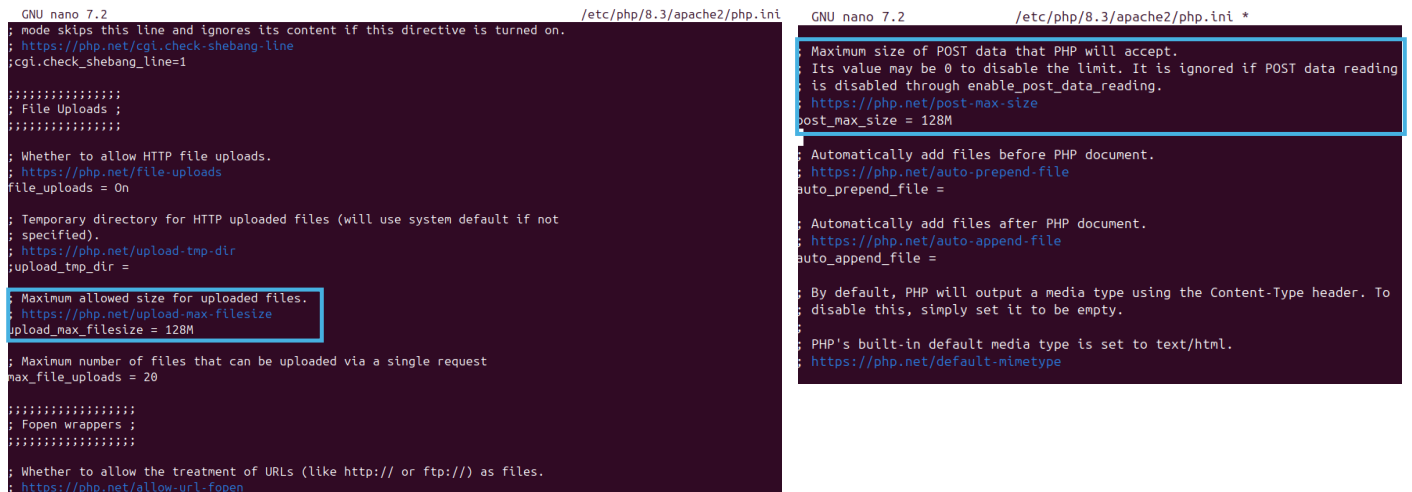 GNU nano 7.2 /etc/php/8.3/apache2/php.ini
; mode skips this line and ignores its content if this directive is turned on.
; https://php.net/cgi.check-shebang-line
;cgi.check_shebang_line=1
;;;;;;;;;;;;;;;;
; File Uploads ;
;;;;;;;;;;;;;;;;
; Whether to allow HTTP file uploads.
; https://php.net/file-uploads
file_uploads = On
; Temporary directory for HTTP uploaded files (will use system default if not
; specified).
; https://php.net/upload-tmp-dir
;upload_tmp_dir =
; Maximum allowed size for uploaded files.
; https://php.net/upload-max-filesize
upload_max_filesize = 128M
; Maximum number of files that can be uploaded via a single request
max_file_uploads = 20
;;;;;;;;;;;;;;;;;;
; Fopen wrappers ;
;;;;;;;;;;;;;;;;;;
; Whether to allow the treatment of URLs (like http:// or ftp://) as files.
; https://php.net/allow-url-fopen
GNU nano 7.2 /etc/php/8.3/apache2/php.ini *
; Maximum size of POST data that PHP will accept.
; Its value may be 0 to disable the limit. It is ignored if POST data reading
; is disabled through enable_post_data_reading.
; https://php.net/post-max-size
post_max_size = 128M
; Automatically add files before PHP document.
; https://php.net/auto-prepend-file
auto_prepend_file =
; Automatically add files after PHP document.
; https://php.net/auto-append-file
auto_append_file =
; By default, PHP will output a media type using the Content-Type header. To
; disable this, simply set it to be empty.
;
; PHP's built-in default media type is set to text/html.
; https://php.net/default-mimetype